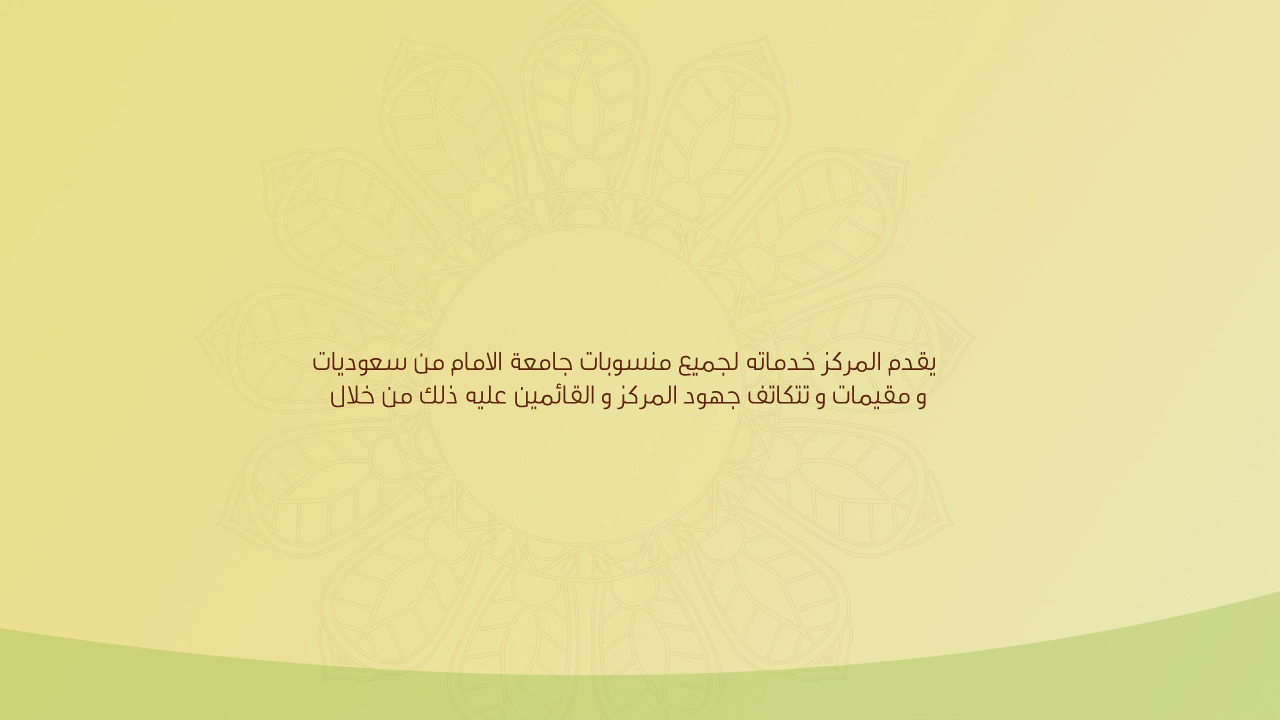 يقدم المركز خدماته لجميع منسوبات جامعة الامام من سعوديات
و مقيمات و تتكاتف جهود المركز و القائمين عليه ذلك من خلال